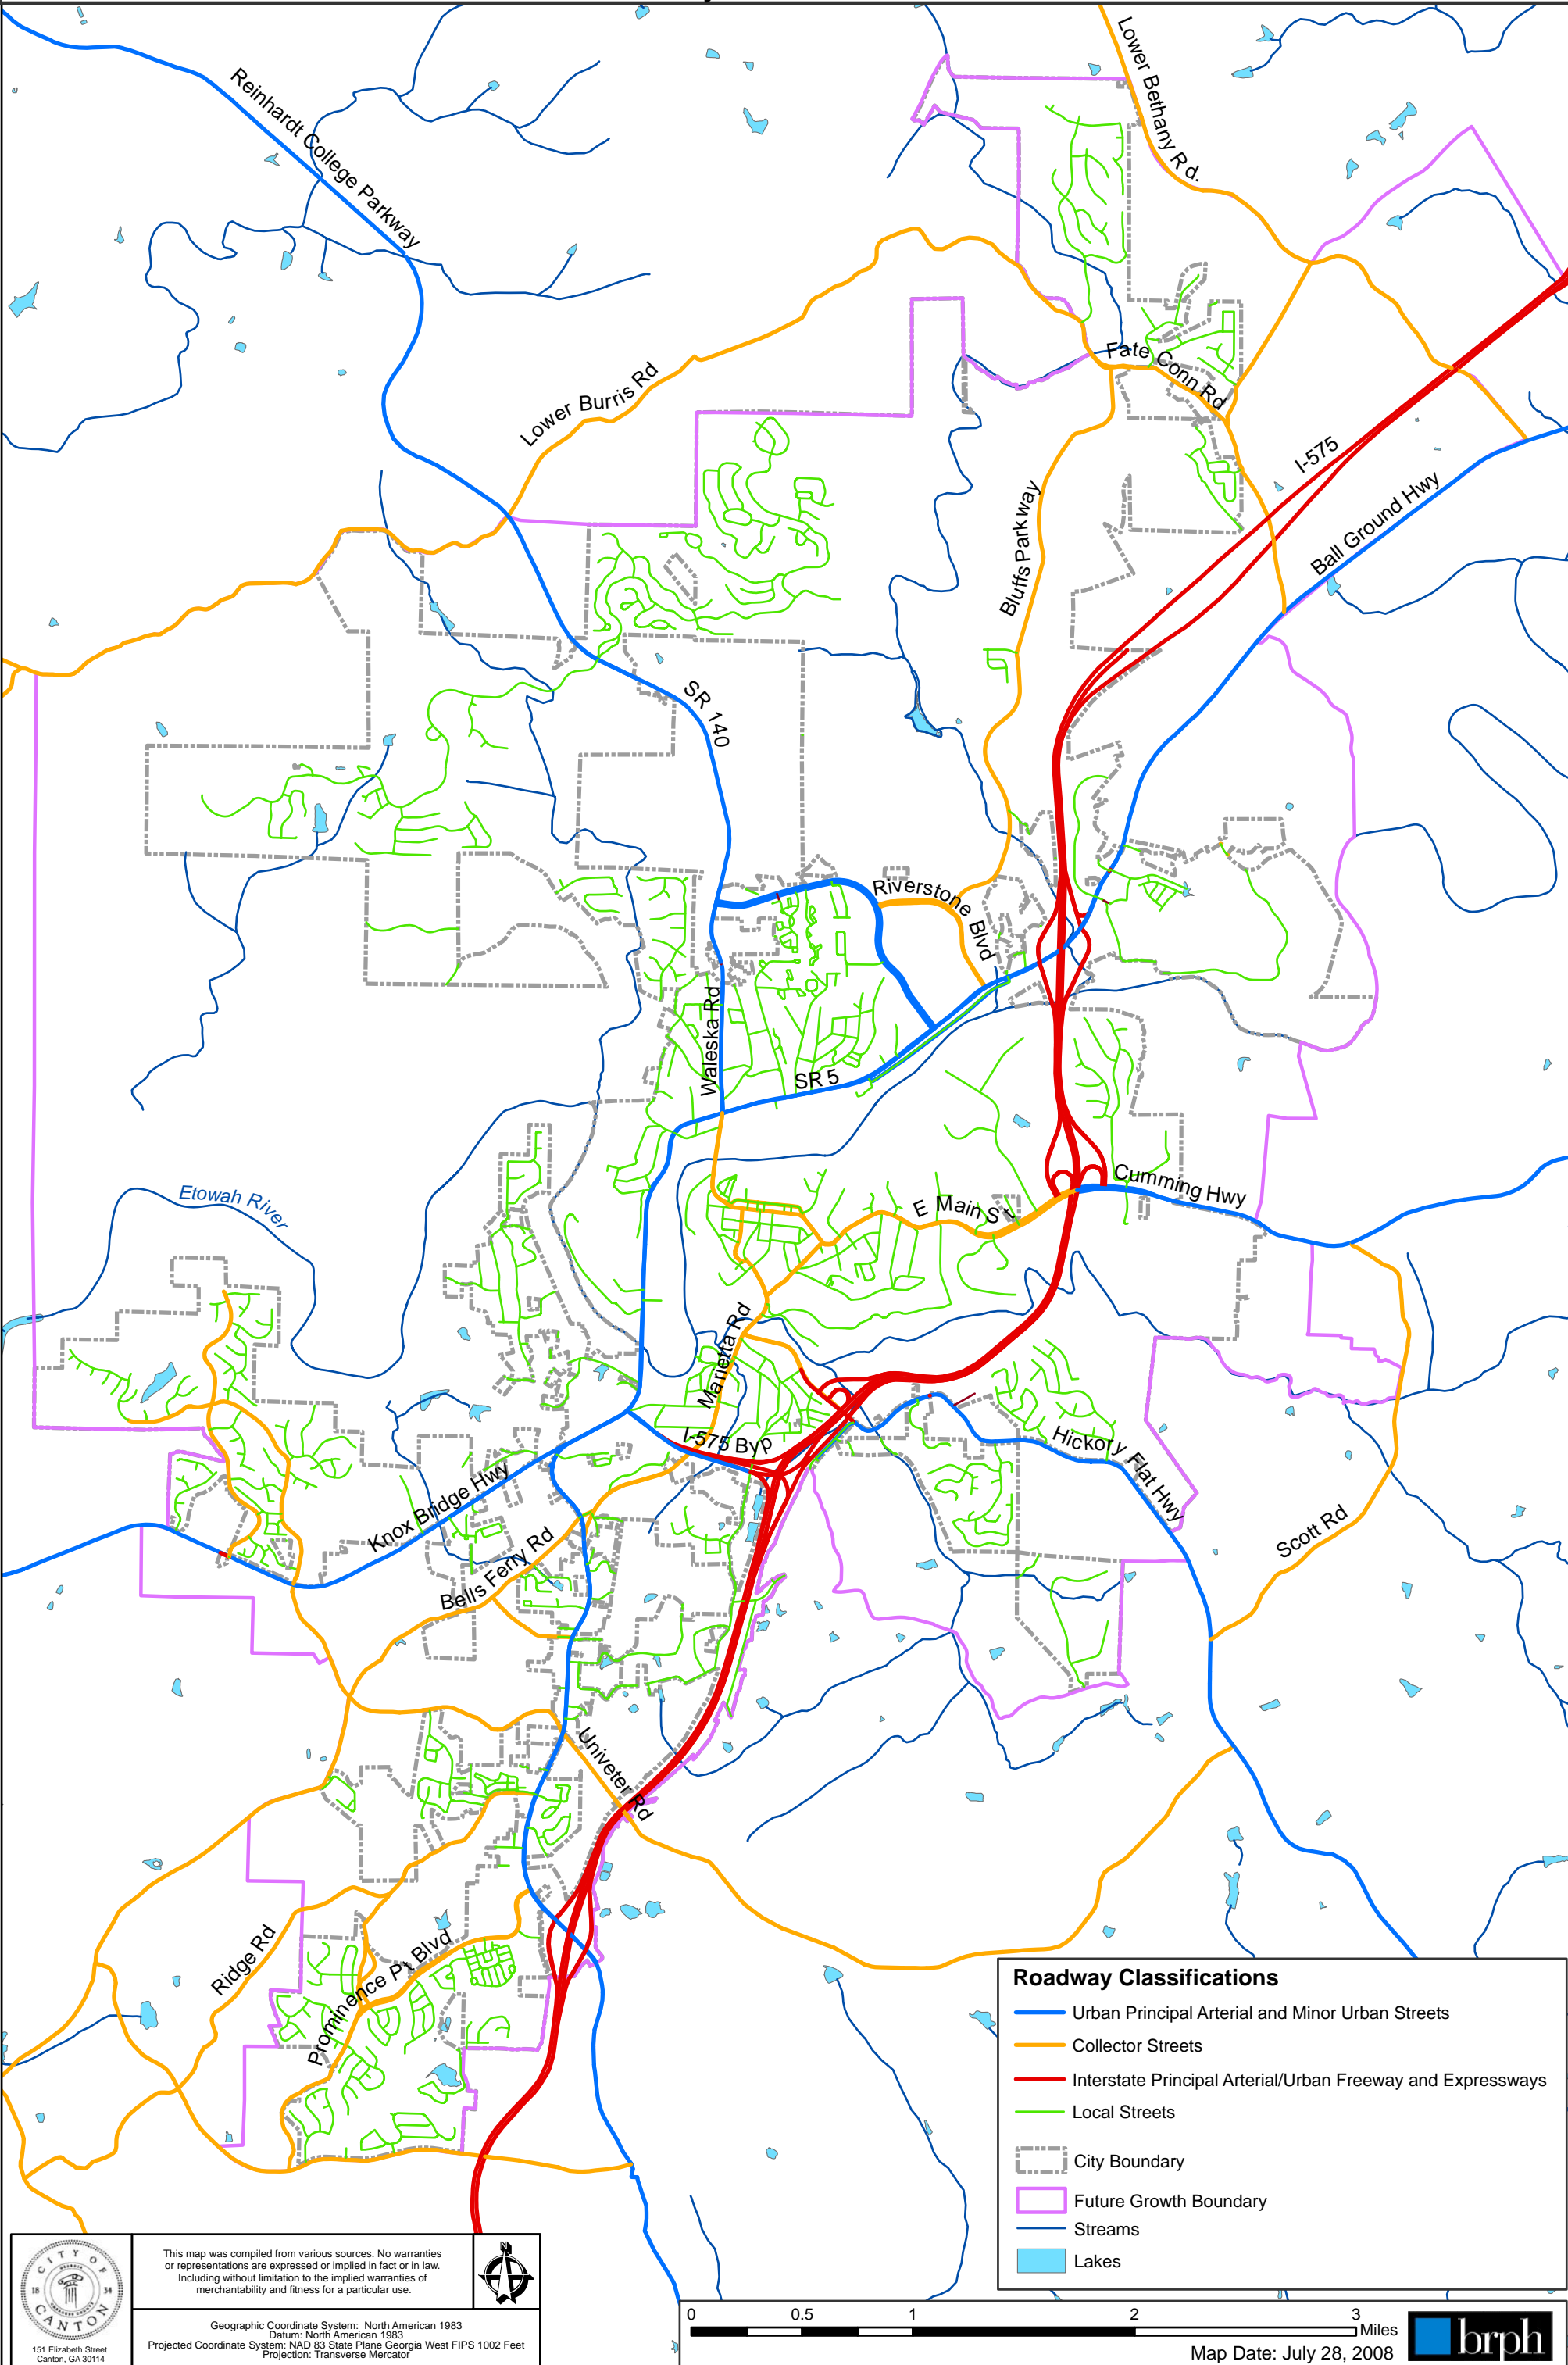 Lower Bethany Rd.
Reinhardt College Parkway
Lower Burris Rd
Fate Conn Rd
I-575
Ball Ground Hwy
Bluffs Parkway
SR 140
Riverstone Blvd
Waleska Rd
SR 5
Cumming Hwy
E Main St
Etowah River
Marietta Rd
I-575 Byp
Hickory Flat Hwy
Knox Bridge Hwy
Scott Rd
Bells Ferry Rd
Univeter Rd
Ridge Rd
Prominence Pt Blvd
Roadway Classifications
Urban Principal Arterial and Minor Urban Streets
Collector Streets
Interstate Principal Arterial/Urban Freeway and Expressways
Local Streets
City Boundary
Future Growth Boundary
Streams
Lakes
CITY OF
GEORGIA
18 34
CANTON
151 Elizabeth Street
Canton, GA 30114
This map was compiled from various sources. No warranties
or representations are expressed or implied in fact or in law.
Including without limitation to the implied warranties of
merchantability and fitness for a particular use.
N
Geographic Coordinate System: North American 1983
Datum: North American 1983
Projected Coordinate System: NAD 83 State Plane Georgia West FIPS 1002 Feet
Projection: Transverse Mercator
0 0.5 1 2 3
Miles
Map Date: July 28, 2008
brph